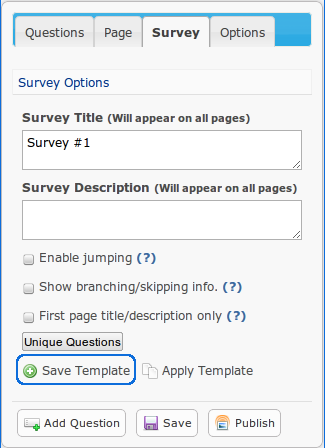 Questions Page Survey Options
Survey Options
Survey Title (Will appear on all pages)
Survey #1
Survey Description (Will appear on all pages)
Enable jumping (?)
Show branching/skipping info. (?)
First page title/description only (?)
Unique Questions
Save Template Apply Template
Add Question Save Publish